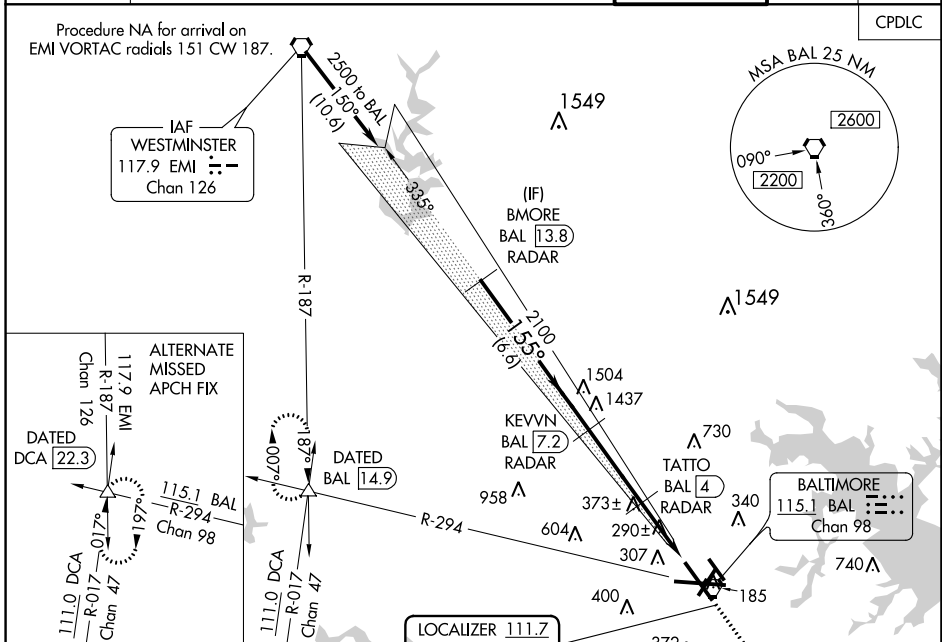 Procedure NA for arrival on
EMI VORTAC radials 151 CW 187.
CPDLC
MSA BAL 25 NM
2600
090°
2200
360°
IAF
WESTMINSTER
117.9 EMI
Chan 126
2500 to BAL
150°
(10.6)
335°
1549
(IF)
BMORE
BAL 13.8
RADAR
1549
R-187
2100
155°
(6.6)
1504
1437
KEVVN
BAL 7.2
RADAR
730
TATTO
BAL 4
RADAR
ALTERNATE
MISSED
APCH FIX
117.9 EMI
R-187
Chan 126
DATED
DCA 22.3
115.1 BAL
R-294
Chan 98
017°
197°
111.0 DCA
R-017
Chan 47
007°
187°
DATED
BAL 14.9
R-294
111.0 DCA
R-017
Chan 47
958
604
373±
290±
307
400
340
BALTIMORE
115.1 BAL
Chan 98
740
185
LOCALIZER 111.7